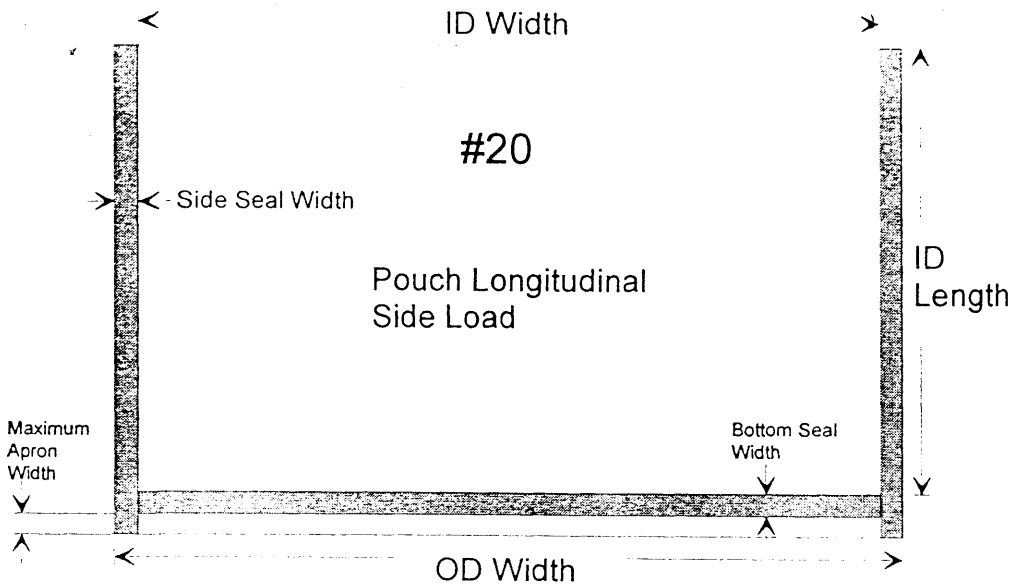 ID Width
#20
Side Seal Width
Pouch Longitudinal
Side Load
ID
Length
Maximum
Apron
Width
Bottom Seal
Width
OD Width